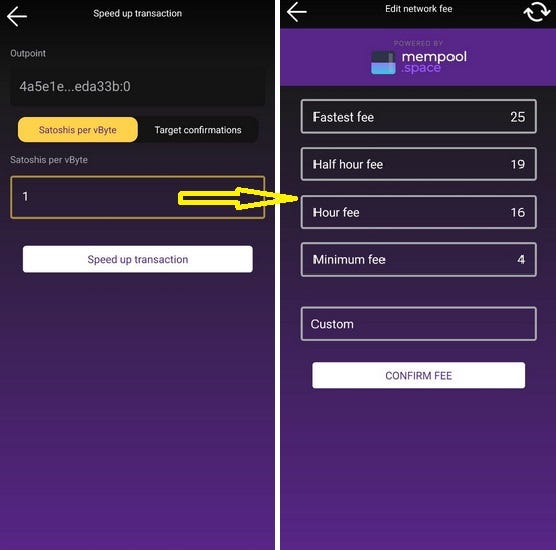 Speed up transaction
Outpoint
4a5e1e...eda33b:0
Satoshis per vByte
Target confirmations
Satoshis per vByte
1
Speed up transaction
Edit network fee
POWERED BY
mempool
.space
Fastest fee 25
Half hour fee 19
Hour fee 16
Minimum fee 4
Custom
CONFIRM FEE